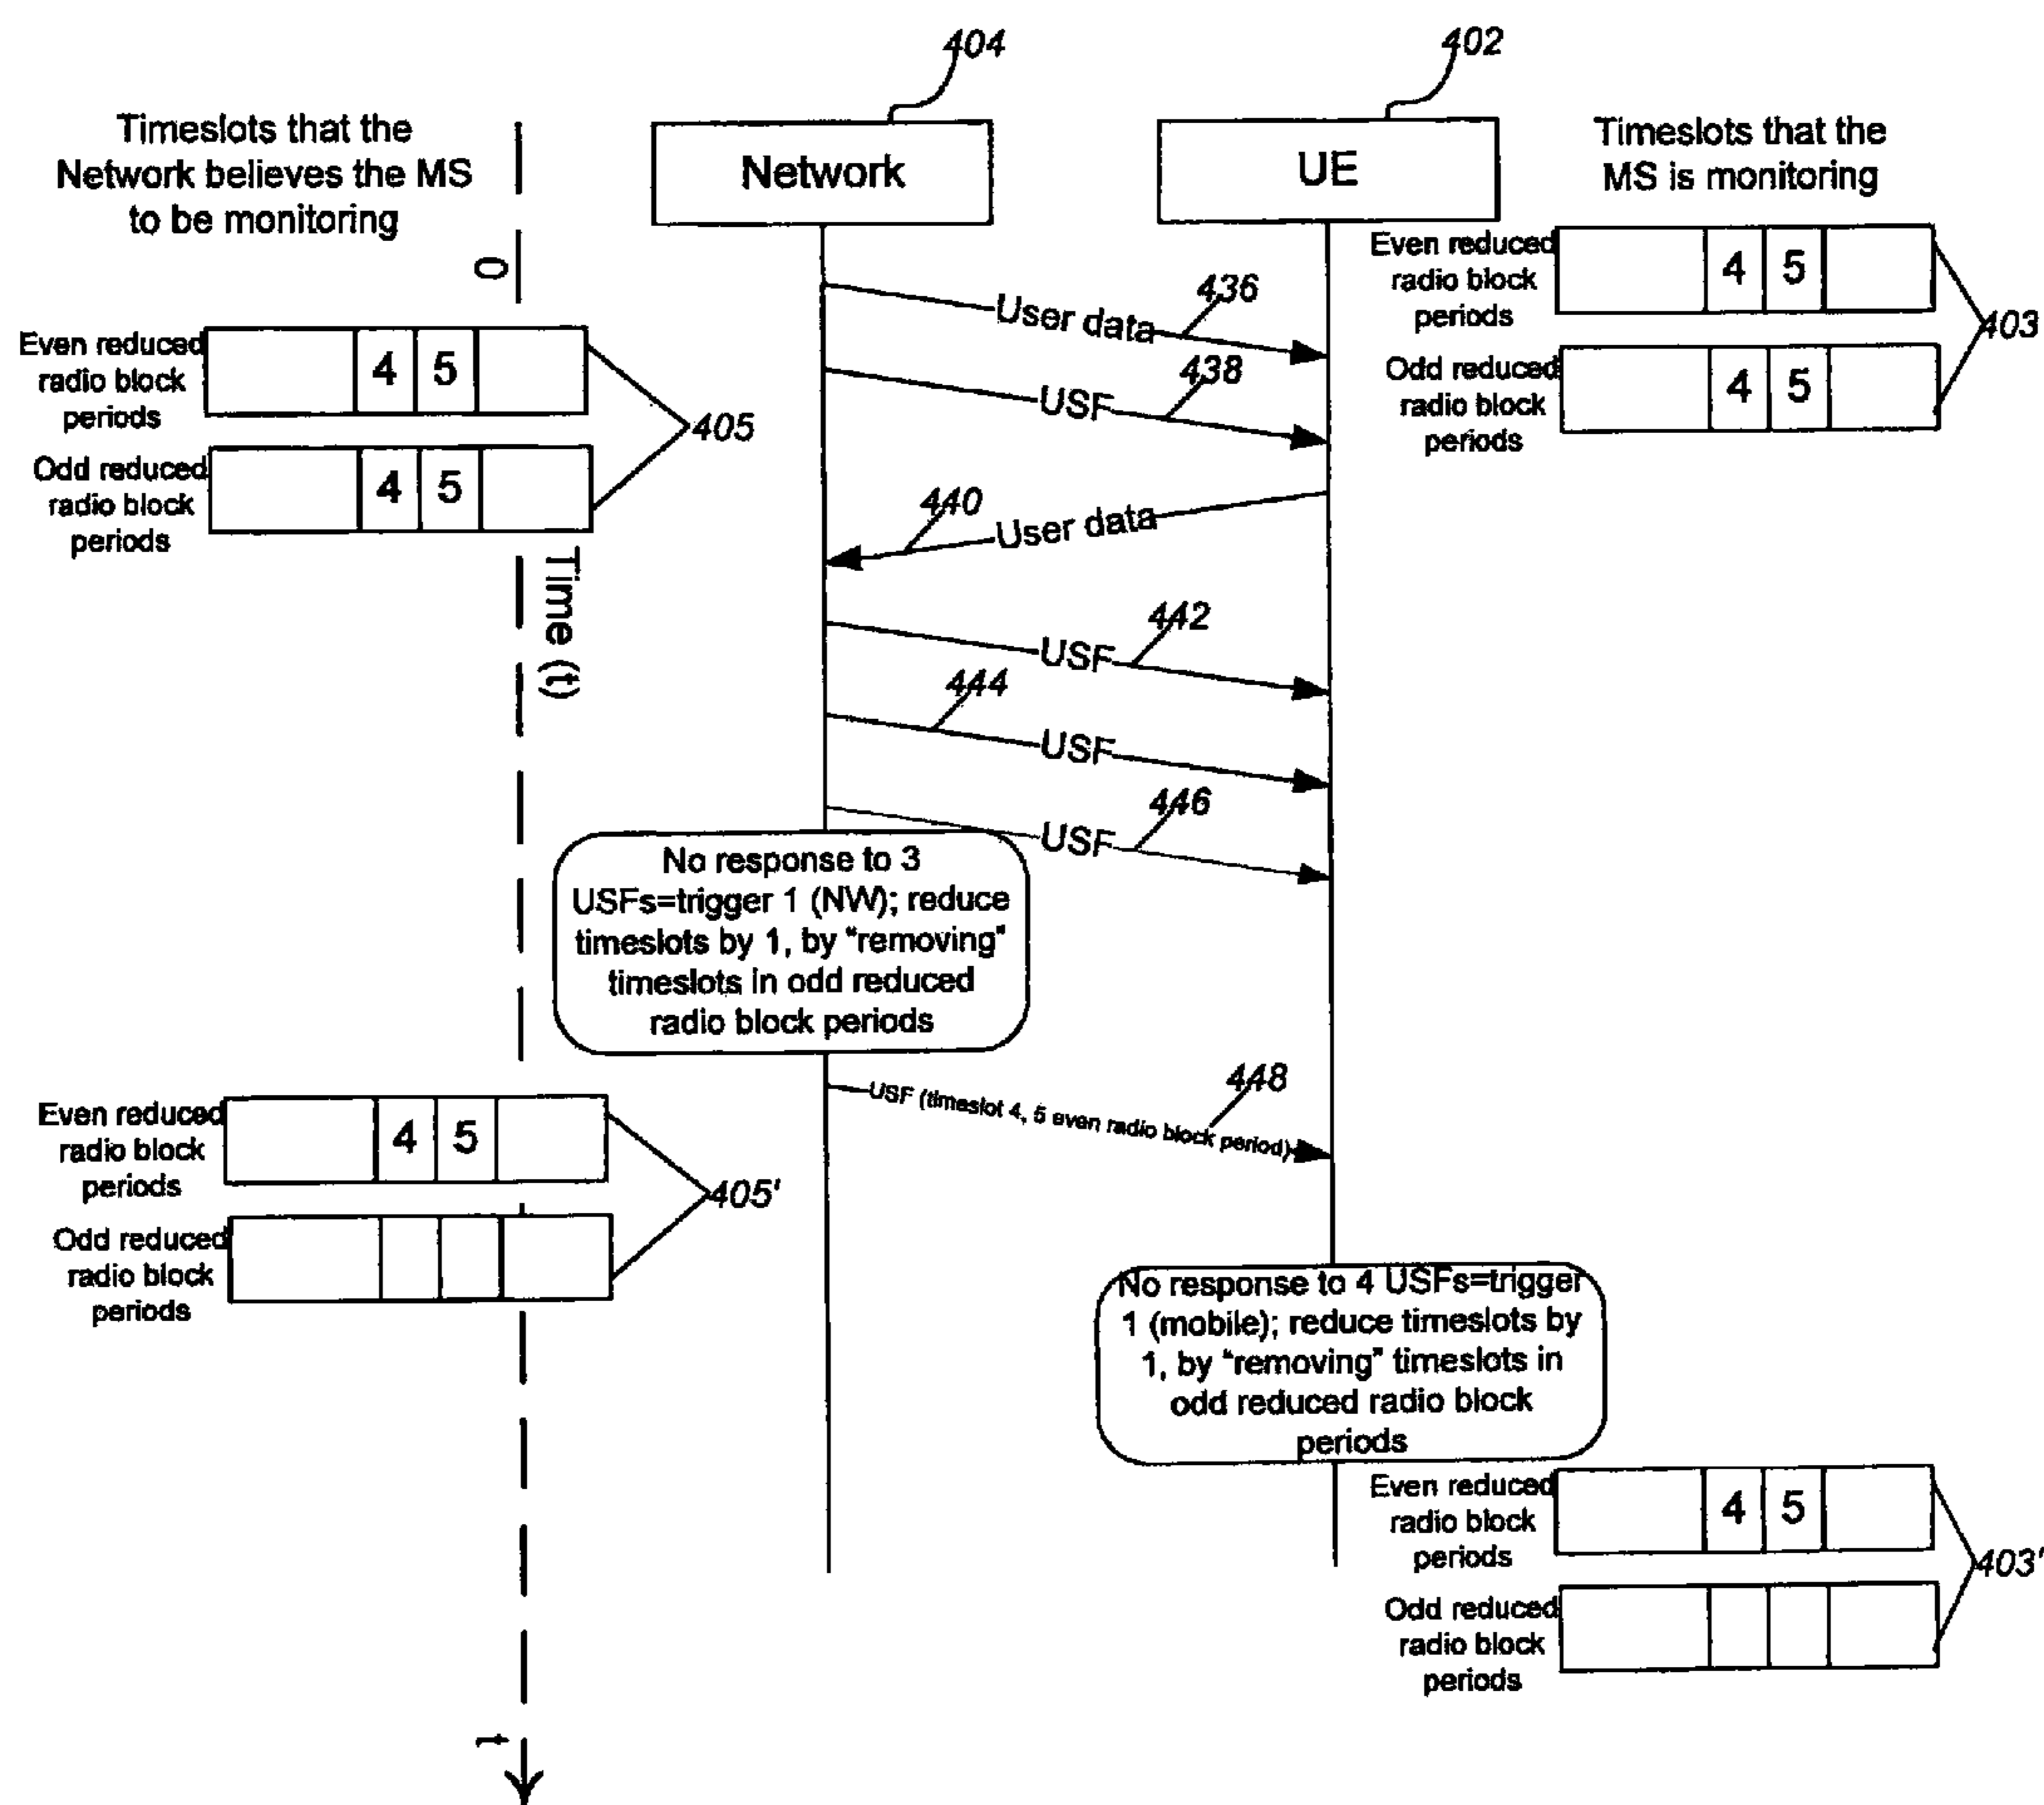 404
402
Timeslots that the
Network believes the MS
to be monitoring
Network
UE
Timeslots that the
MS is monitoring
0
Time (t)
t
Even reduced
radio block
periods
4 5
Odd reduced
radio block
periods
4 5
403
Even reduced
radio block
periods
4 5
Odd reduced
radio block
periods
4 5
405
User data
436
USF
438
User data
440
USF
442
USF
444
USF
446
No response to 3
USFs=trigger 1 (NW); reduce
timeslots by 1, by "removing"
timeslots in odd reduced
radio block periods
USF (timeslot 4, 5 even radio block period)
448
Even reduced
radio block
periods
4 5
Odd reduced
radio block
periods
405'
No response to 4 USFs=trigger
1 (mobile); reduce timeslots by
1, by "removing" timeslots in
odd reduced radio block
periods
Even reduced
radio block
periods
4 5
Odd reduced
radio block
periods
403'